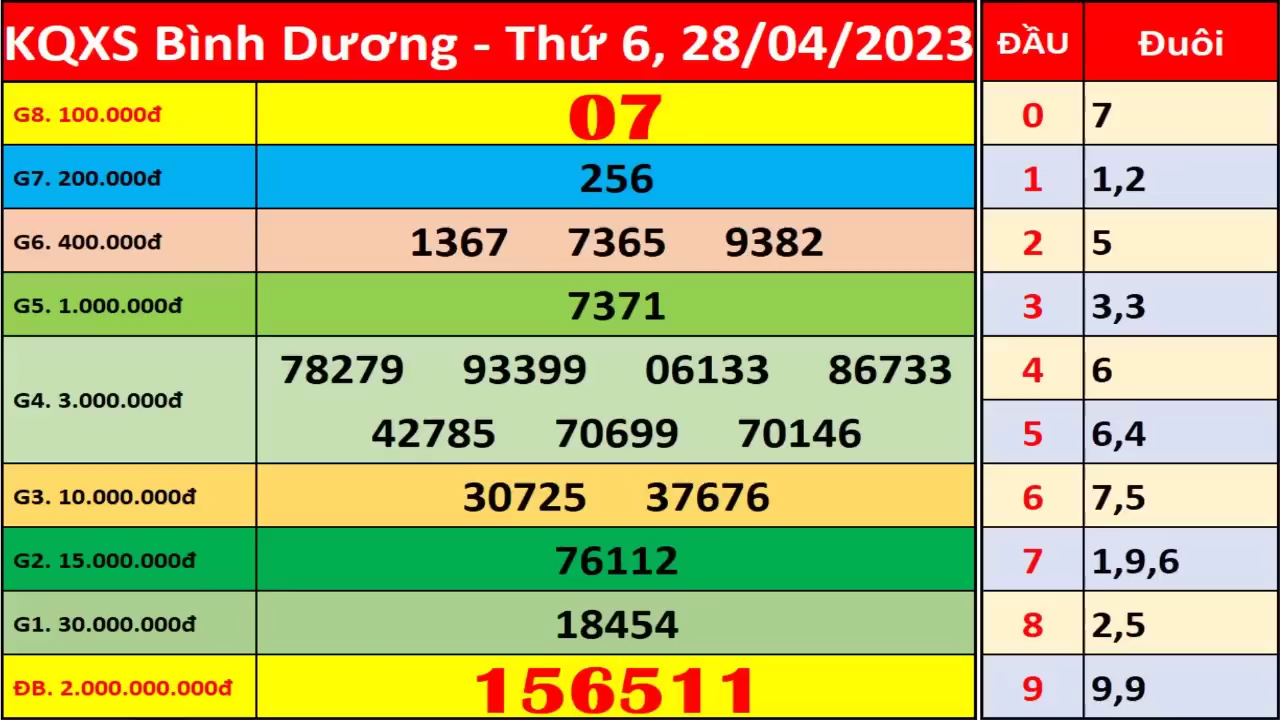 KQXS Bình Dương - Thứ 6, 28/04/2023
G8. 100.000đ 07
G7. 200.000đ 256
G6. 400.000đ 1367 7365 9382
G5. 1.000.000đ 7371
G4. 3.000.000đ 78279 93399 06133 86733
42785 70699 70146
G3. 10.000.000đ 30725 37676
G2. 15.000.000đ 76112
G1. 30.000.000đ 18454
ĐB. 2.000.000.000đ 156511
ĐẦU Đuôi
0 7
1 1,2
2 5
3 3,3
4 6
5 6,4
6 7,5
7 1,9,6
8 2,5
9 9,9